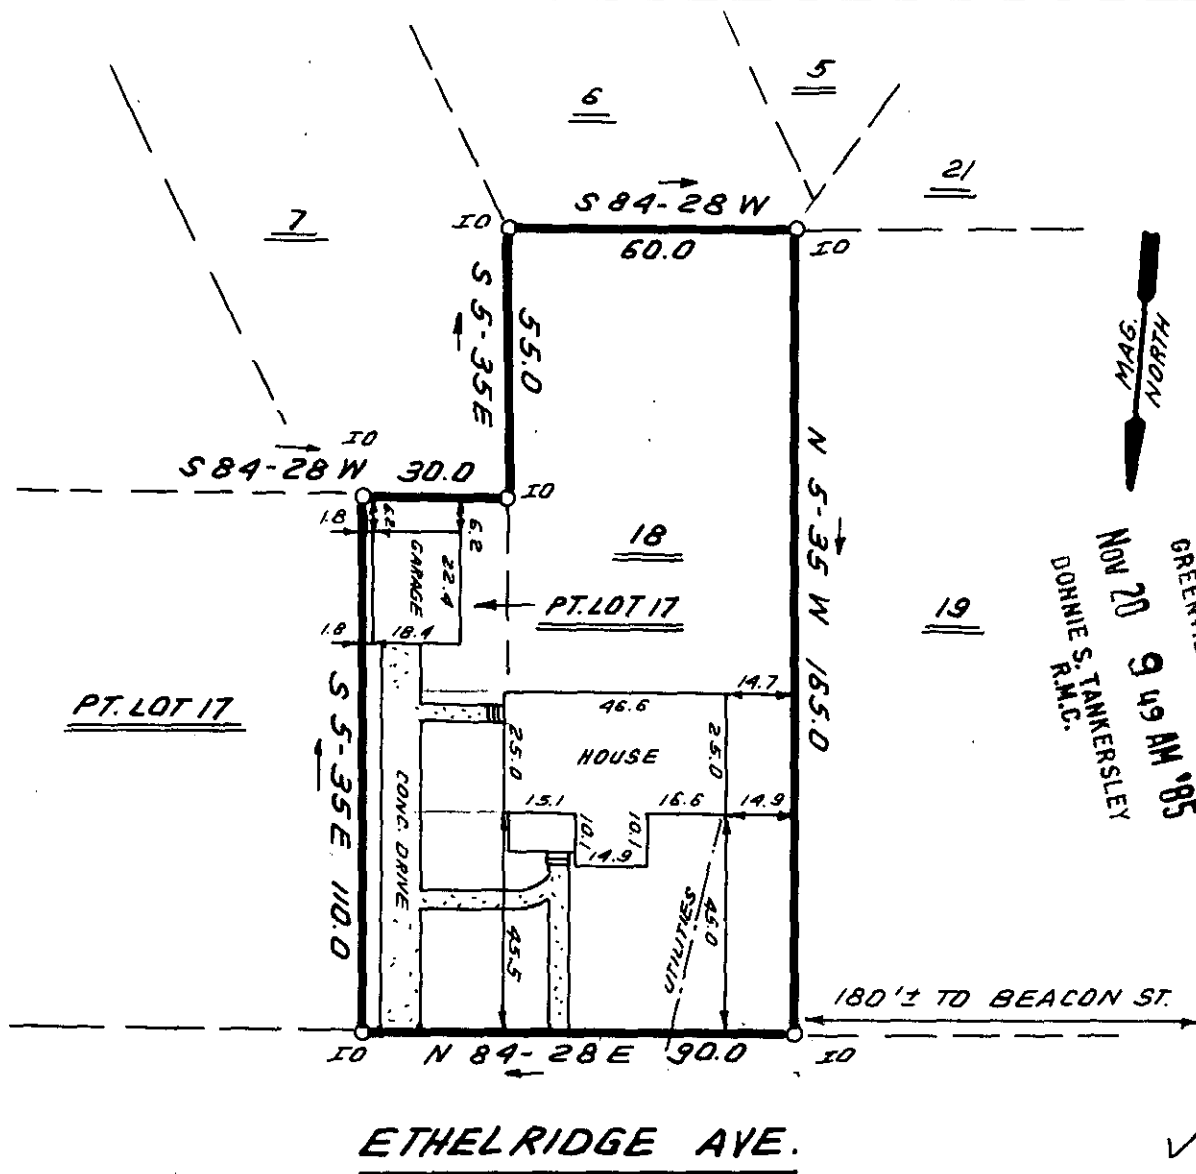 5
6
21
S 84-28 W
7
IO
60.0
IO
S 5-35 E
55.0
MAG. NORTH
IO
S 84-28 W
30.0
IO
N 5-35 W 165.0
1.8
6.2
6.2
GARAGE
22.4
18
PT. LOT 17
19
1.8
18.4
NOV 20 9 49 AM '85
DONNIE S. TANKERSLEY
R.M.C.
PT. LOT 17
S 5-35 E 110.0
14.7
46.6
25.0
HOUSE
25.0
CONC. DRIVE
15.1
16.6
14.9
10.1
10.1
14.9
UTILITIES
45.0
45.5
180'± TO BEACON ST.
IO
N 84-28 E
90.0
IO
ETHELRIDGE AVE.